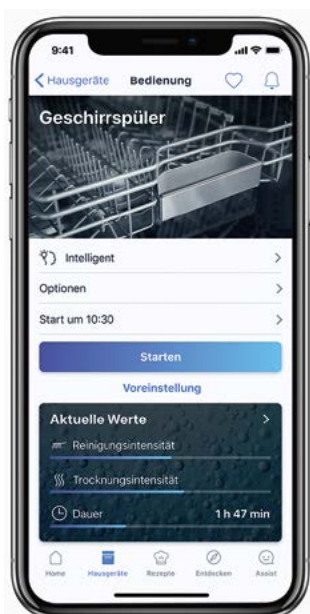 9:41
Hausgeräte Bedienung
Geschirrspüler
Intelligent
Optionen
Start um 10:30
Starten
Voreinstellung
Aktuelle Werte
Reinigungsintensität
Trocknungsintensität
Dauer 1 h 47 min
Home Hausgeräte Rezepte Entdecken Assist